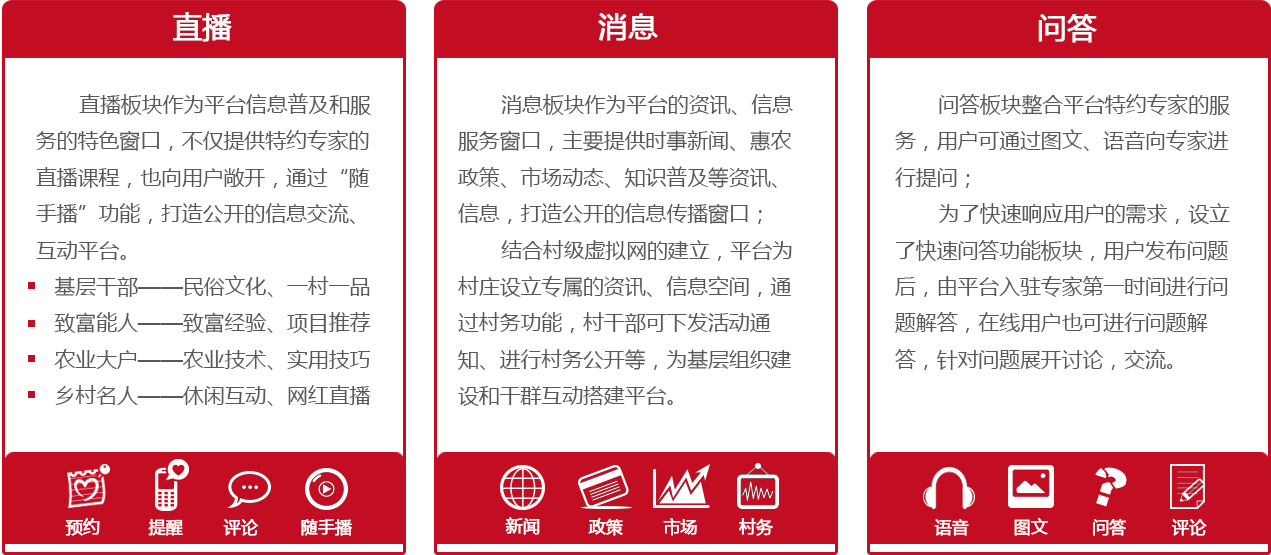 直播
直播板块作为平台信息普及和服
务的特色窗口，不仅提供特约专家的
直播课程，也向用户敞开，通过“随
手播”功能，打造公开的信息交流、
互动平台。
基层干部——民俗文化、一村一品
致富能人——致富经验、项目推荐
农业大户——农业技术、实用技巧
乡村名人——休闲互动、网红直播
预约 提醒 评论 随手播
消息
消息板块作为平台的资讯、信息
服务窗口，主要提供时事新闻、惠农
政策、市场动态、知识普及等资讯、
信息，打造公开的信息传播窗口；
结合村级虚拟网的建立，平台为
村庄设立专属的资讯、信息空间，通
过村务功能，村干部可下发活动通
知、进行村务公开等，为基层组织建
设和干群互动搭建平台。
新闻 政策 市场 村务
问答
问答板块整合平台特约专家的服
务，用户可通过图文、语音向专家进
行提问；
为了快速响应用户的需求，设立
了快速问答功能板块，用户发布问题
后，由平台入驻专家第一时间进行问
题解答，在线用户也可进行问题解
答，针对问题展开讨论，交流。
语音 图文 问答 评论